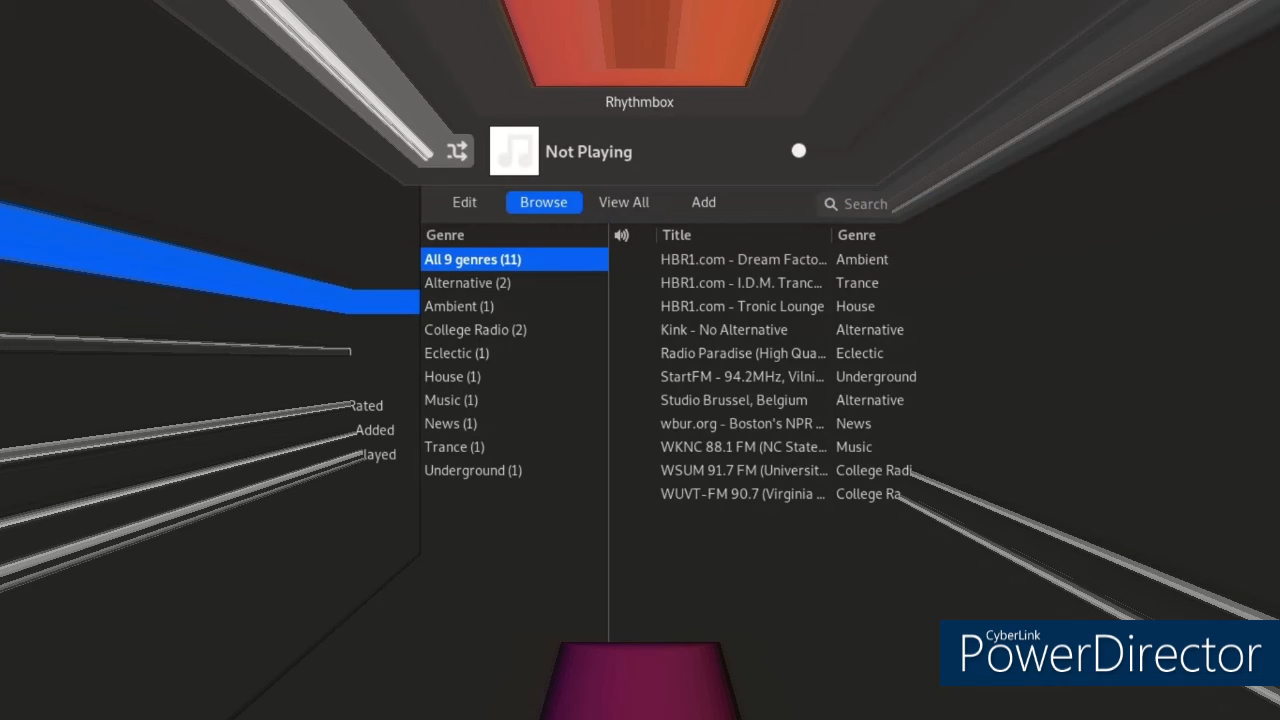 Rhythmbox
Not Playing
Edit Browse View All Add Search
Genre Title Genre
All 9 genres (11) HBR1.com - Dream Facto... Ambient
Alternative (2) HBR1.com - I.D.M. Tranc... Trance
Ambient (1) HBR1.com - Tronic Lounge House
College Radio (2) Kink - No Alternative Alternative
Eclectic (1) Radio Paradise (High Qua... Eclectic
House (1) StartFM - 94.2MHz, Vilni... Underground
Music (1) Studio Brussel, Belgium Alternative
News (1) wbur.org - Boston's NPR ... News
Trance (1) WKNC 88.1 FM (NC State... Music
Underground (1) WSUM 91.7 FM (Universit... College Radi
WUVT-FM 90.7 (Virginia ... College Ra
Rated
Added
layed
CyberLink
PowerDirector